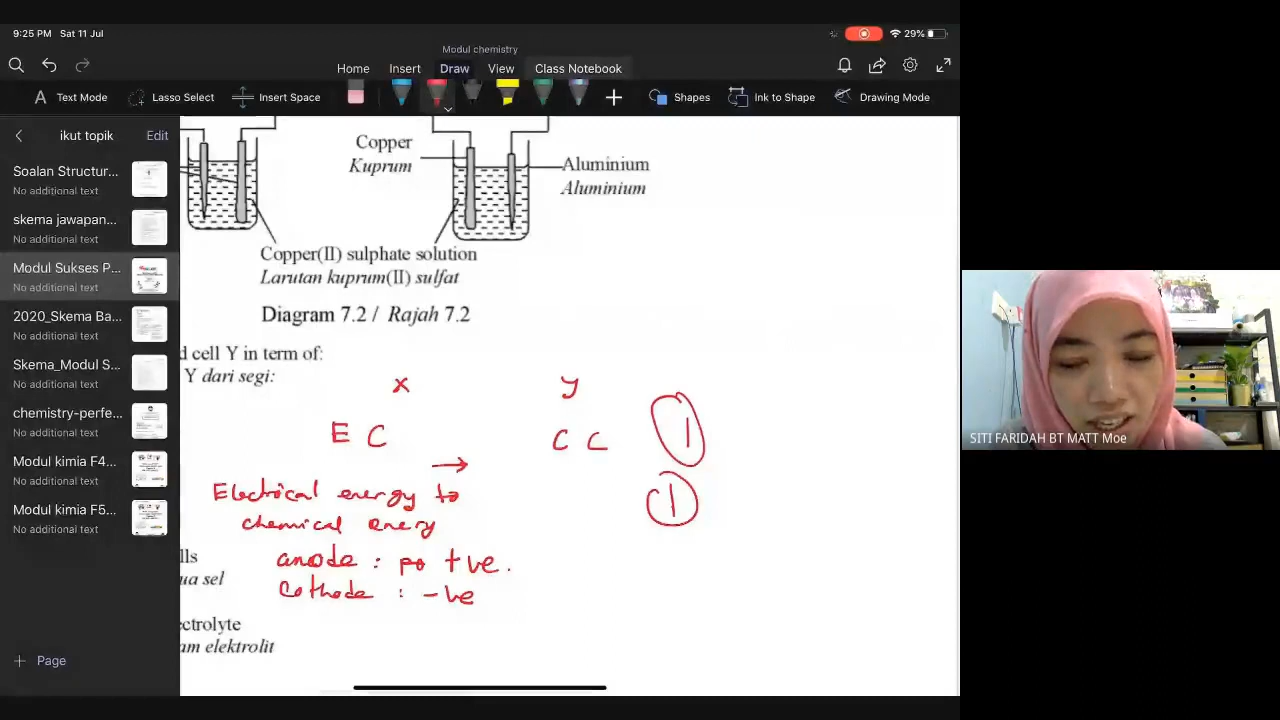 9:25 PM Sat 11 Jul
29%
Modul chemistry
Home Insert Draw View Class Notebook
Text Mode Lasso Select Insert Space Shapes Ink to Shape Drawing Mode
ikut topik Edit
Soalan Structur...
No additional text
skema jawapan...
No additional text
Modul Sukses P...
No additional text
2020_Skema Ba...
No additional text
Skema_Modul S...
No additional text
chemistry-perfe...
No additional text
Modul kimia F4...
No additional text
Modul kimia F5...
No additional text
+ Page
Copper
Kuprum
Aluminium
Aluminium
Copper(II) sulphate solution
Larutan kuprum(II) sulfat
Diagram 7.2 / Rajah 7.2
d cell Y in term of:
Y dari segi:
X Y
E C C C 1
→
Electrical energy to 1
chemical enery
anode : po +ve.
Cathode : -ve
lls
ua sel
ectrolyte
am elektrolit
SITI FARIDAH BT MATT Moe